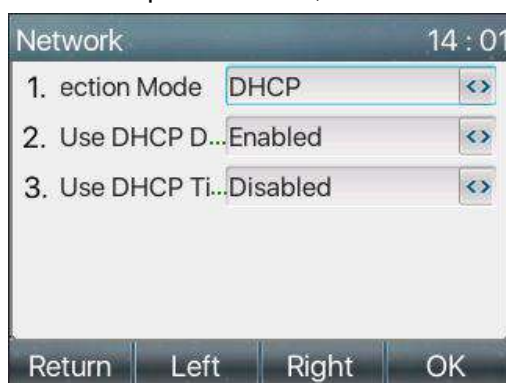 Network 14 : 01
1. ection Mode DHCP
2. Use DHCP D... Enabled
3. Use DHCP Ti... Disabled
Return Left Right OK